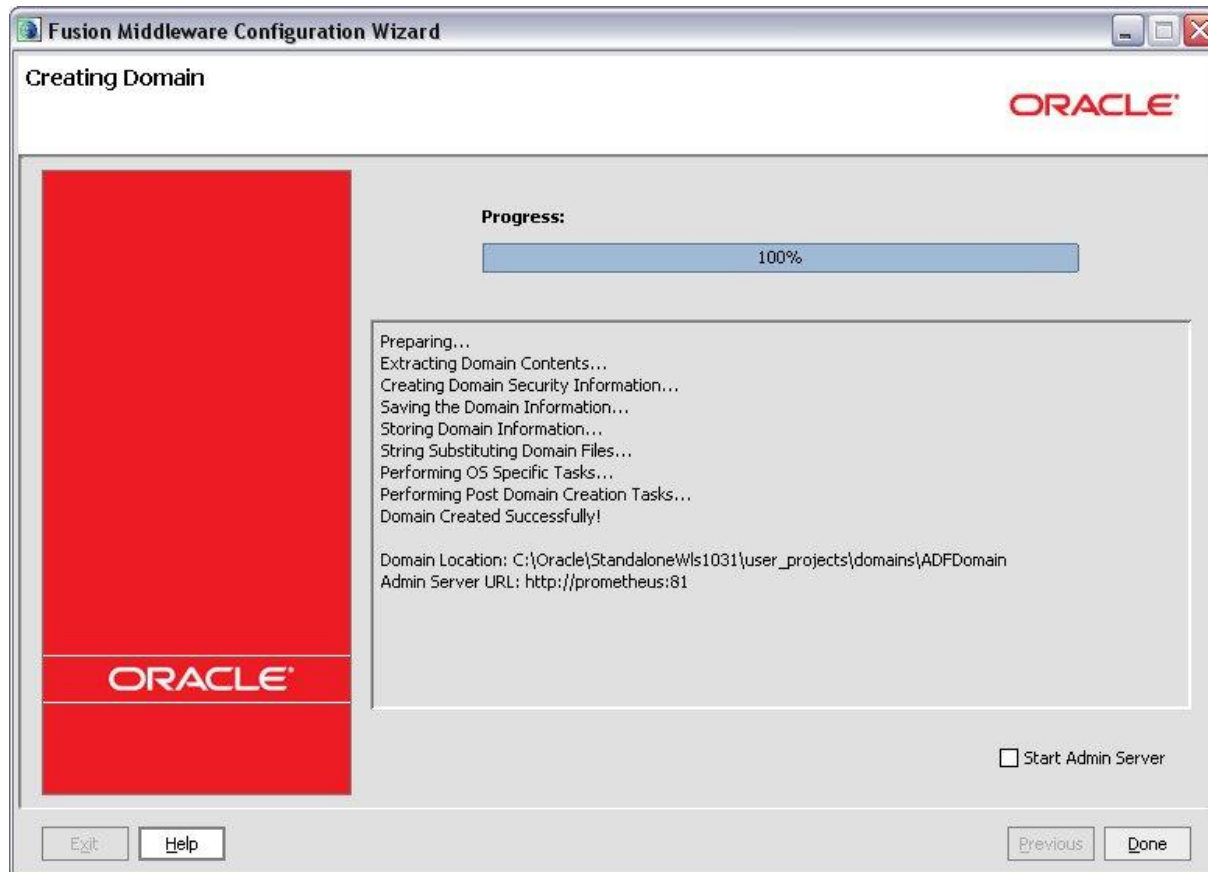 Fusion Middleware Configuration Wizard
Creating Domain
ORACLE
Progress:
100%
Preparing...
Extracting Domain Contents...
Creating Domain Security Information...
Saving the Domain Information...
Storing Domain Information...
String Substituting Domain Files...
Performing OS Specific Tasks...
Performing Post Domain Creation Tasks...
Domain Created Successfully!
Domain Location: C:\Oracle\StandaloneWls1031\user_projects\domains\ADFDomain
Admin Server URL: http://prometheus:81
ORACLE
Start Admin Server
Exit
Help
Previous
Done